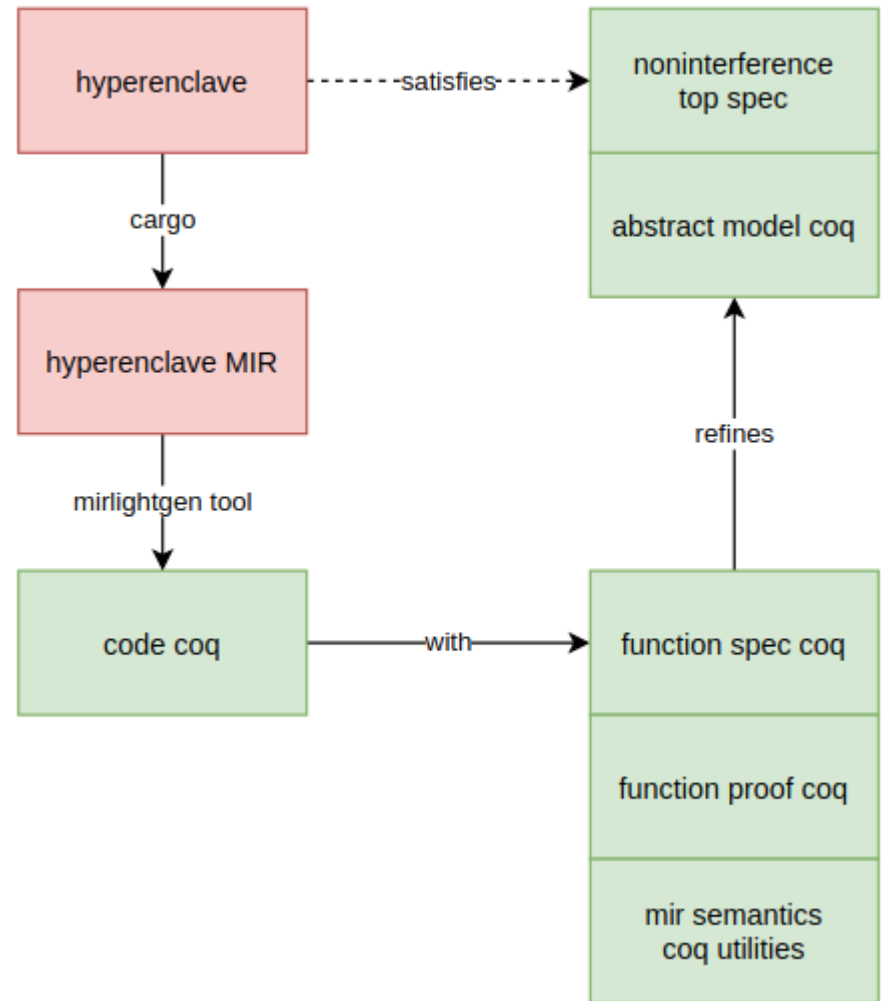 hyperenclave
satisfies
noninterference
top spec
cargo
abstract model coq
hyperenclave MIR
refines
mirlightgen tool
code coq
with
function spec coq
function proof coq
mir semantics
coq utilities